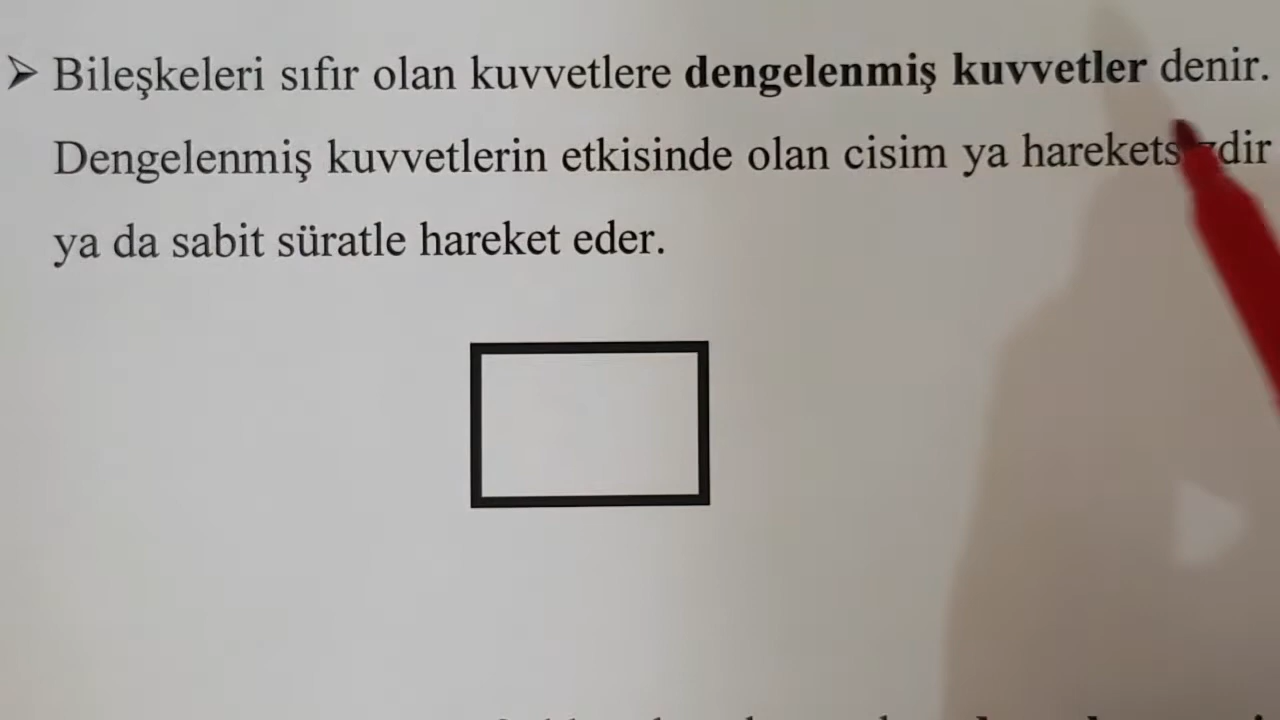 ➢ Bileşkeleri sıfır olan kuvvetlere dengelenmiş kuvvetler denir.
Dengelenmiş kuvvetlerin etkisinde olan cisim ya hareketsizdir
ya da sabit süratle hareket eder.